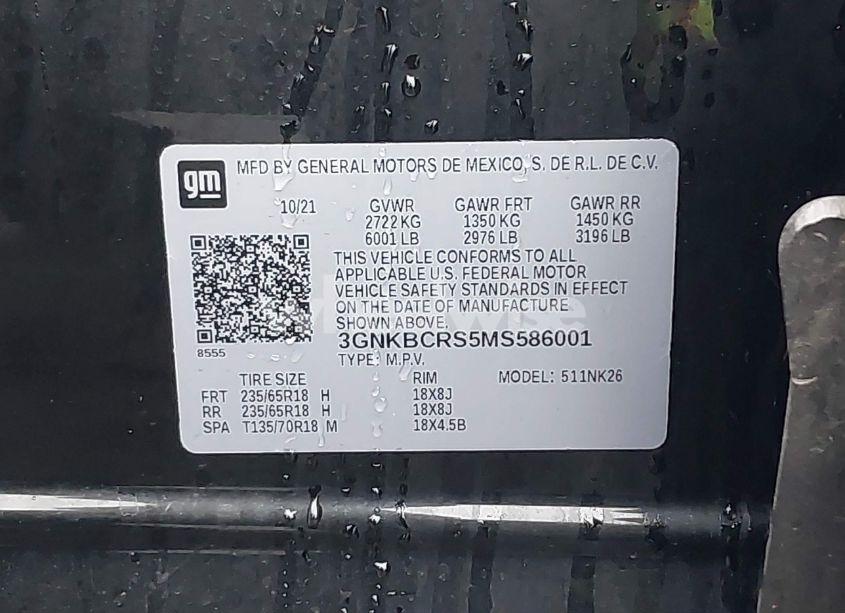 gm MFD BY GENERAL MOTORS DE MEXICO, S. DE R.L. DE C.V.
10/21 GVWR GAWR FRT GAWR RR
2722 KG 1350 KG 1450 KG
6001 LB 2976 LB 3196 LB
THIS VEHICLE CONFORMS TO ALL
APPLICABLE U.S. FEDERAL MOTOR
VEHICLE SAFETY STANDARDS IN EFFECT
ON THE DATE OF MANUFACTURE
SHOWN ABOVE.
8555 3GNKBCRS5MS586001
TYPE: M.P.V.
TIRE SIZE RIM MODEL: 511NK26
FRT 235/65R18 H 18X8J
RR 235/65R18 H 18X8J
SPA T135/70R18 M 18X4.5B